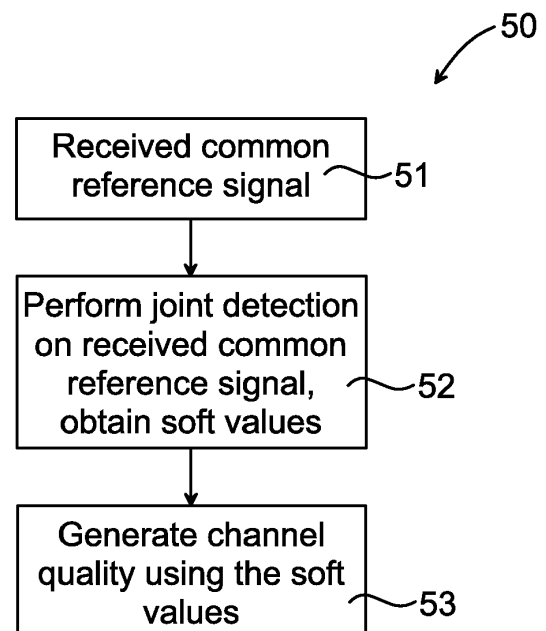 50
Received common
reference signal
51
Perform joint detection
on received common
reference signal,
obtain soft values
52
Generate channel
quality using the soft
values
53